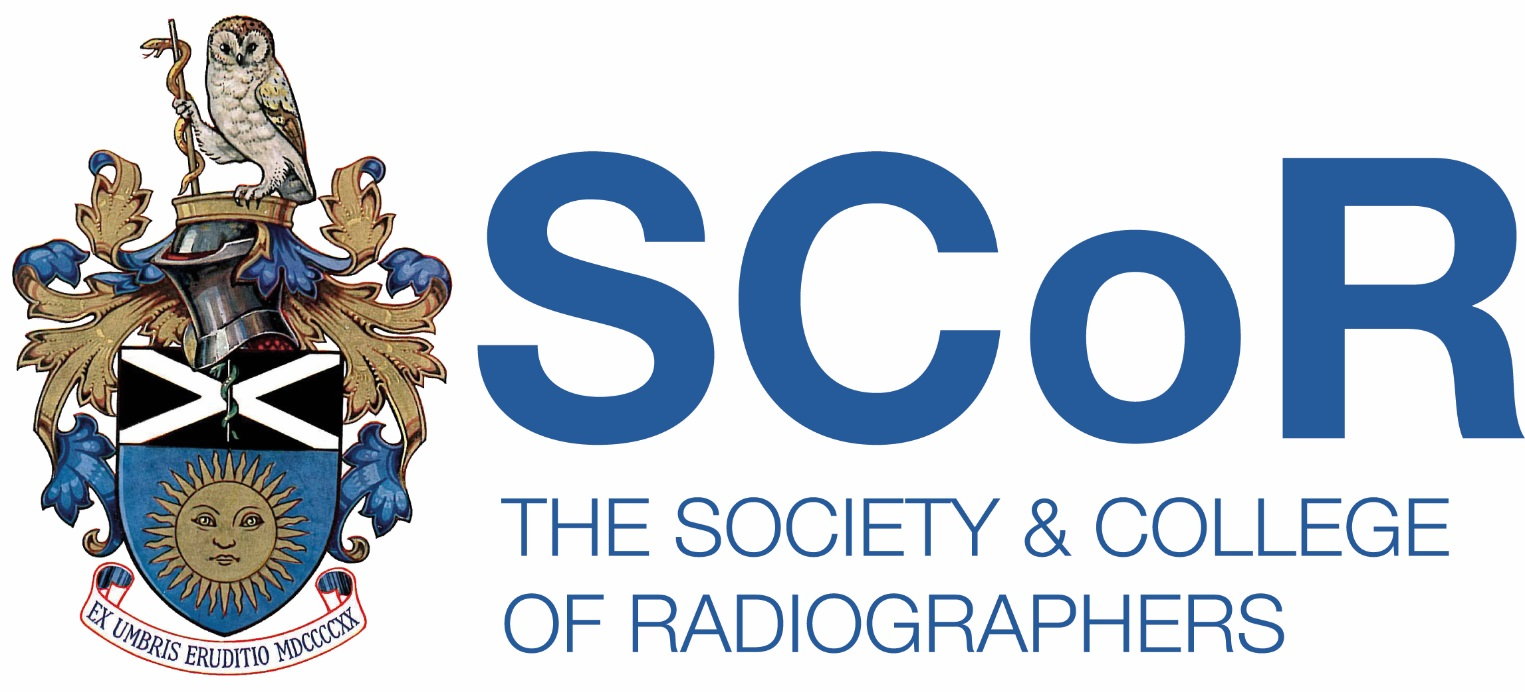 SCoR
THE SOCIETY & COLLEGE
OF RADIOGRAPHERS
EX UMBRIS ERUDITIO MDCCCCXX